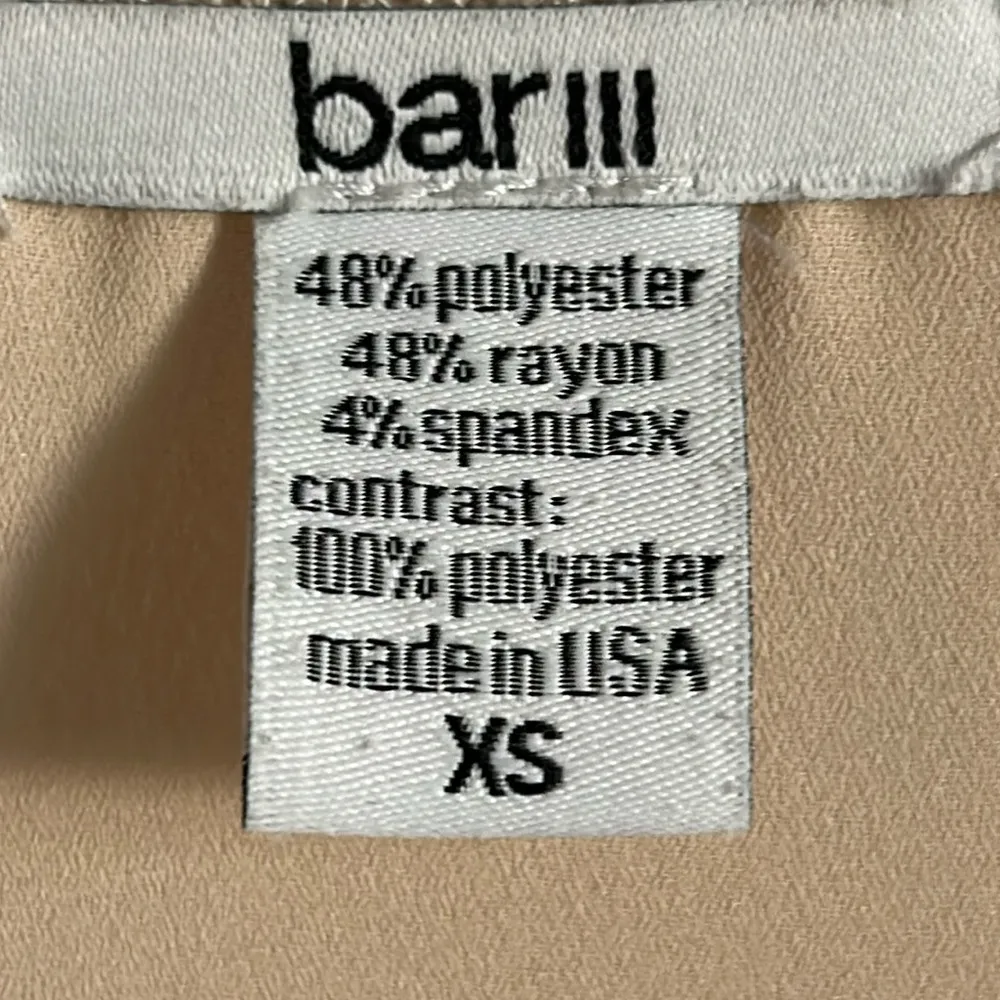 bar III
48% polyester
48% rayon
4% spandex
contrast:
100% polyester
made in USA
XS